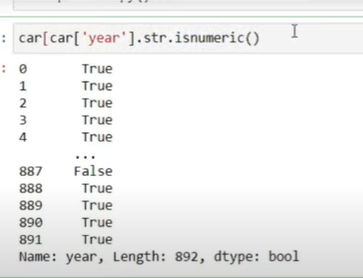 : car[car['year'].str.isnumeric()
: 0 True
1 True
2 True
3 True
4 True
...
887 False
888 True
889 True
890 True
891 True
Name: year, Length: 892, dtype: bool